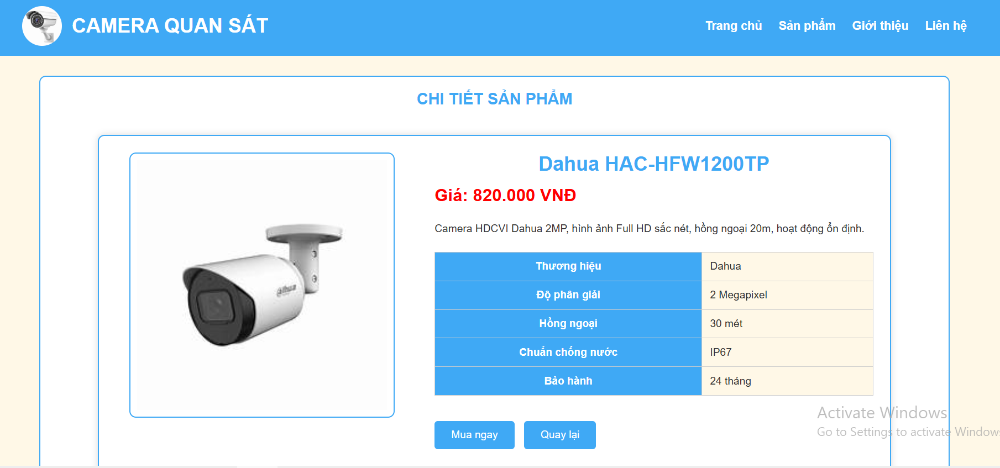 CAMERA QUAN SÁT
Trang chủ Sản phẩm Giới thiệu Liên hệ
CHI TIẾT SẢN PHẨM
Dahua HAC-HFW1200TP
Giá: 820.000 VNĐ
Camera HDCVI Dahua 2MP, hình ảnh Full HD sắc nét, hồng ngoại 20m, hoạt động ổn định.
alhua
Thương hiệu Dahua
Độ phân giải 2 Megapixel
Hồng ngoại 30 mét
Chuẩn chống nước IP67
Bảo hành 24 tháng
Mua ngay Quay lại
Activate Windows
Go to Settings to activate Windows